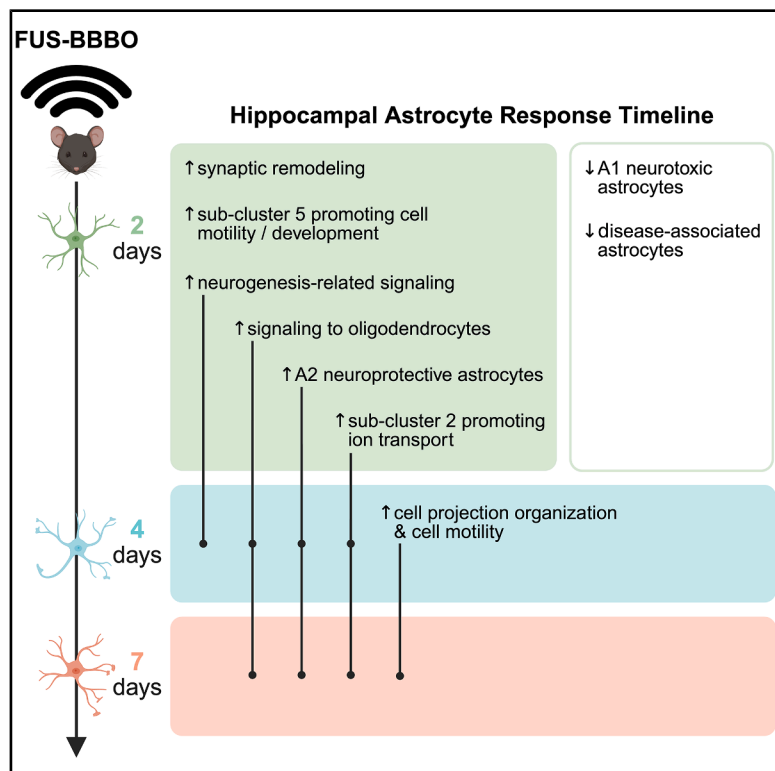 FUS-BBBO
Hippocampal Astrocyte Response Timeline
2
days
↑synaptic remodeling
↑sub-cluster 5 promoting cell
motility / development
↑neurogenesis-related signaling
↑signaling to oligodendrocytes
↑A2 neuroprotective astrocytes
↑sub-cluster 2 promoting
ion transport
↓A1 neurotoxic
astrocytes
↓disease-associated
astrocytes
4
days
↑cell projection organization
& cell motility
7
days